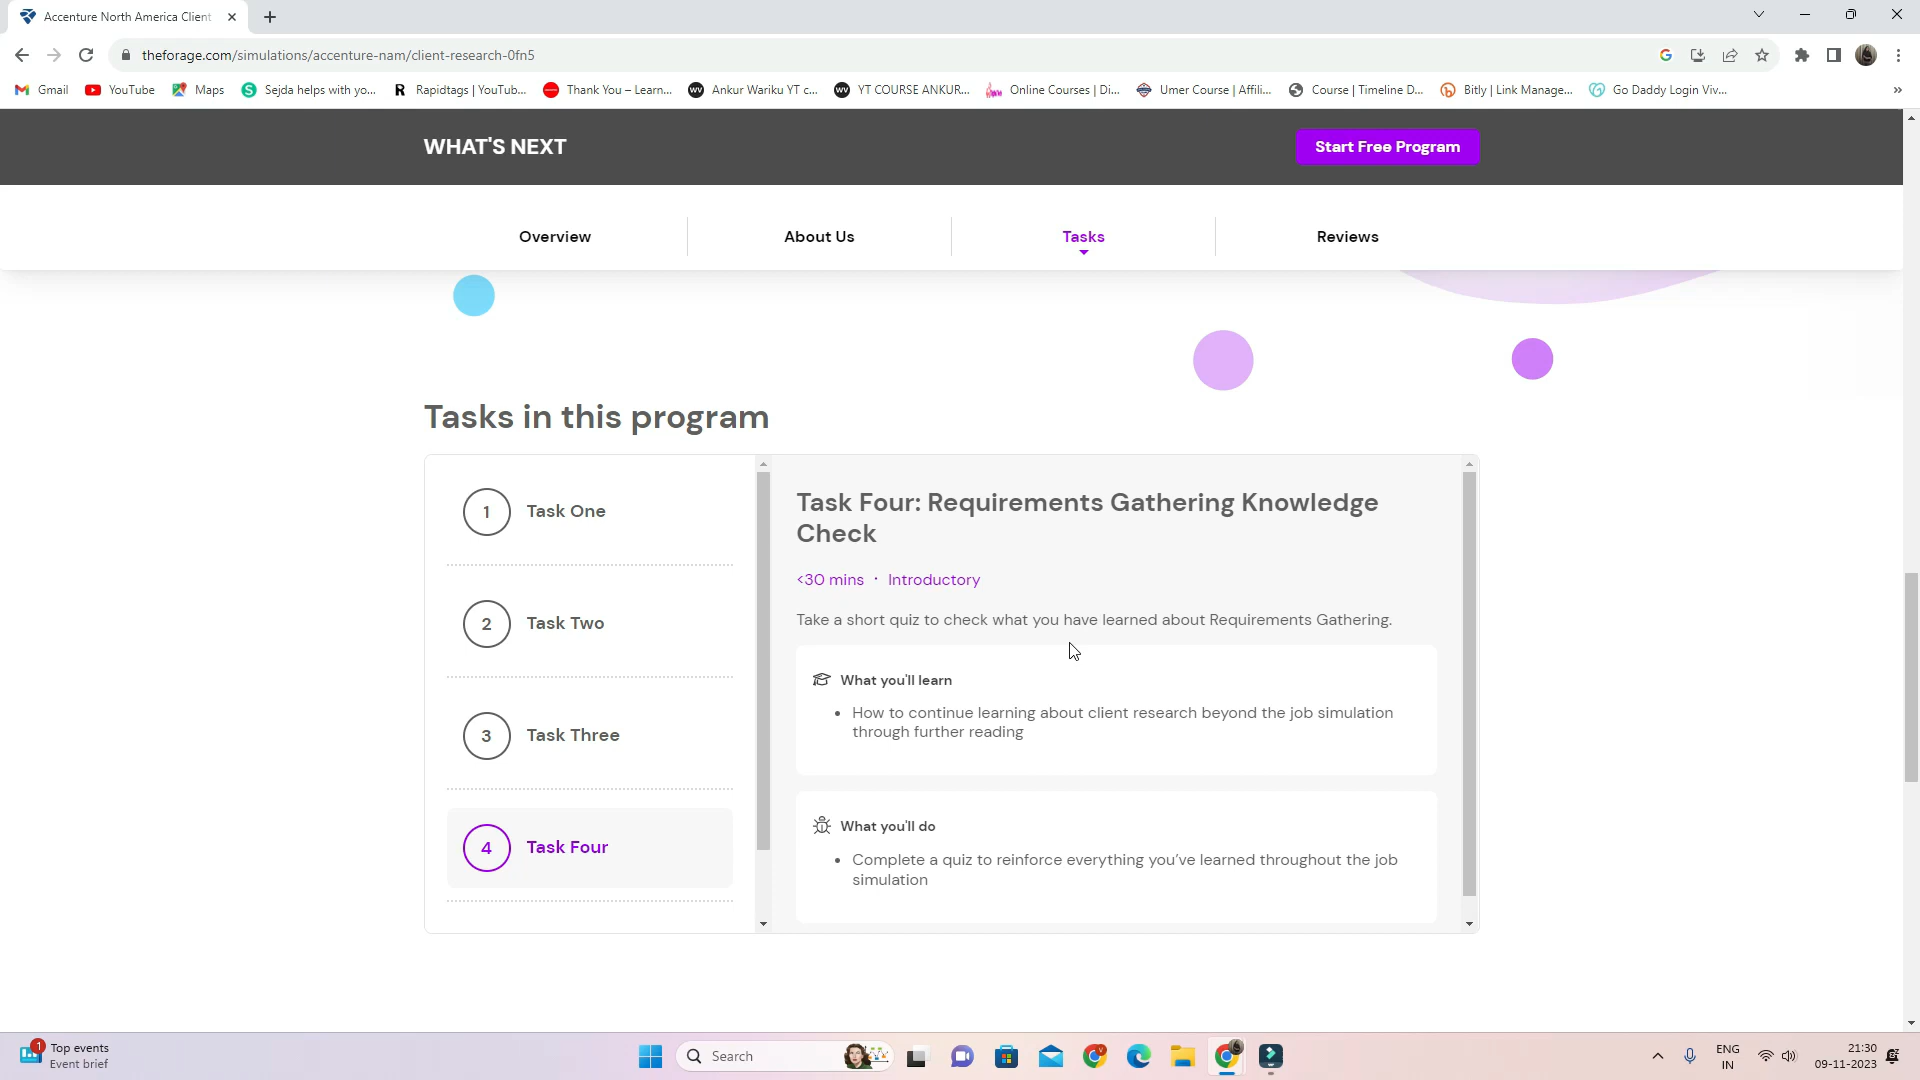 Accenture North America Client
theforage.com/simulations/accenture-nam/client-research-0fn5
Gmail
YouTube
Maps
Sejda helps with yo...
Rapidtags | YouTub...
Thank You – Learn...
Ankur Wariku YT c...
YT COURSE ANKUR...
Online Courses | Di...
Umer Course | Affili...
Course | Timeline D...
Bitly | Link Manage...
Go Daddy Login Viv...
»
WHAT'S NEXT
Start Free Program
Overview
About Us
Tasks
Reviews
Tasks in this program
1
Task One
2
Task Two
3
Task Three
4
Task Four
Task Four: Requirements Gathering Knowledge
Check
<30 mins · Introductory
Take a short quiz to check what you have learned about Requirements Gathering.
What you'll learn
• How to continue learning about client research beyond the job simulation
through further reading
What you'll do
• Complete a quiz to reinforce everything you’ve learned throughout the job
simulation
1
Top events
Event brief
Search
ENG
IN
21:30
09-11-2023